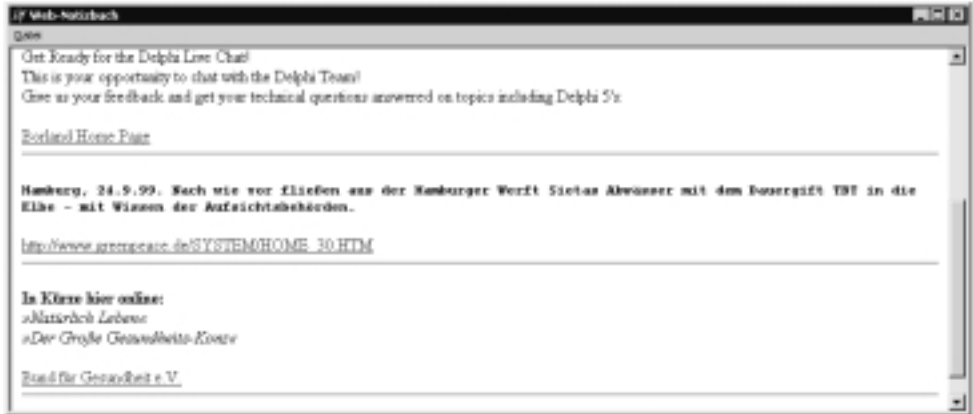 Web-Notizbuch
Datei
Get Ready for the Delphi Live Chat!
This is your opportunity to chat with the Delphi Team!
Give us your feedback and get your technical questions answered on topics including Delphi 5's
Borland Home Page
Hamburg, 24.9.99. Nach wie vor fließen aus der Hamburger Werft Sietas Abwässer mit dem Dauergift TBT in die
Elbe - mit Wissen der Aufsichtsbehörden.
http://www.greenpeace.de/SYSTEM/HOME_30.HTM
In Kürze hier online:
»Natürlich Leben«
»Der Große Gesundheits-Konz«
Bund für Gesundheit e.V.